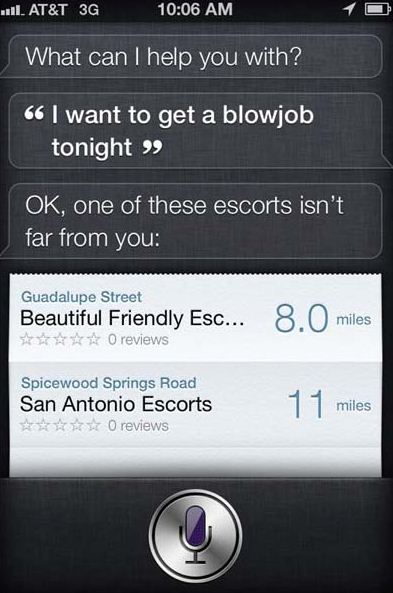 AT&T 3G 10:06 AM
What can I help you with?
“ I want to get a blowjob
tonight ”
OK, one of these escorts isn’t
far from you:
Guadalupe Street
Beautiful Friendly Esc... 8.0 miles
0 reviews
Spicewood Springs Road
San Antonio Escorts 11 miles
0 reviews